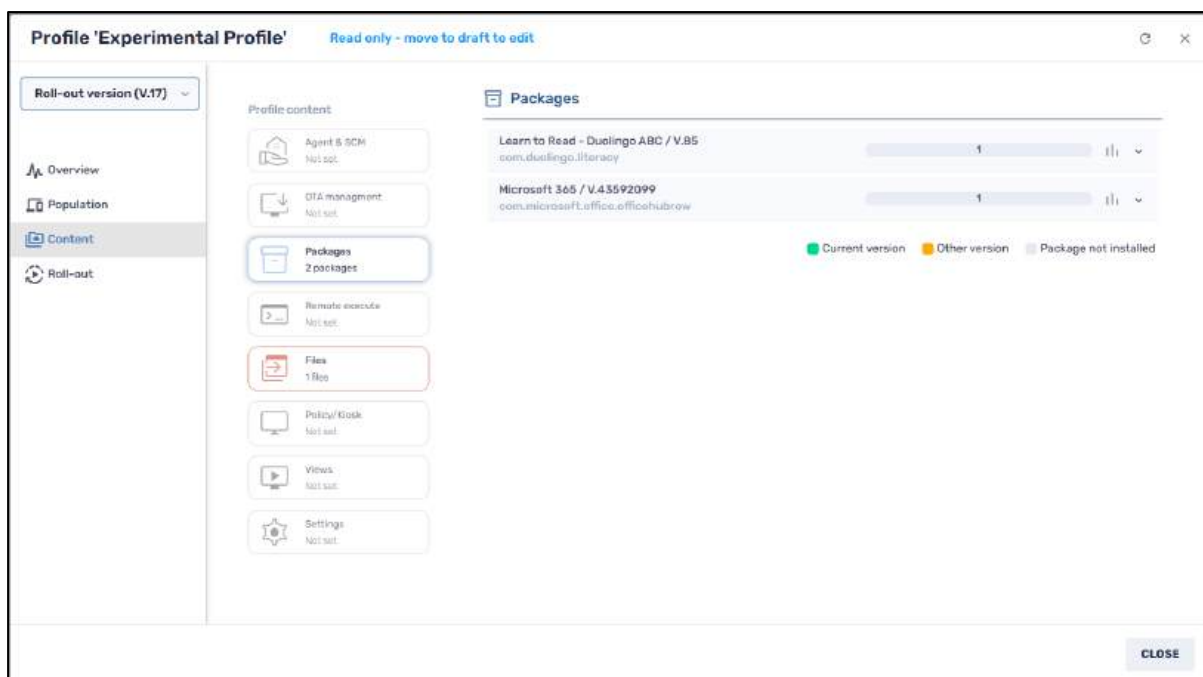 Profile 'Experimental Profile'
Read only - move to draft to edit
Roll-out version (V.17)
Overview
Population
Content
Roll-out
Profile content
Agent & SCM
Not set
OTA managment
Not set
Packages
2 packages
Remote execute
Not set
Files
1 files
Policy/Kiosk
Not set
Views
Not set
Settings
Not set
Packages
Learn to Read - Duolingo ABC / V.85
com.duolingo.literacy
1
Microsoft 365 / V.43592099
com.microsoft.office.officehubrow
1
Current version
Other version
Package not installed
CLOSE